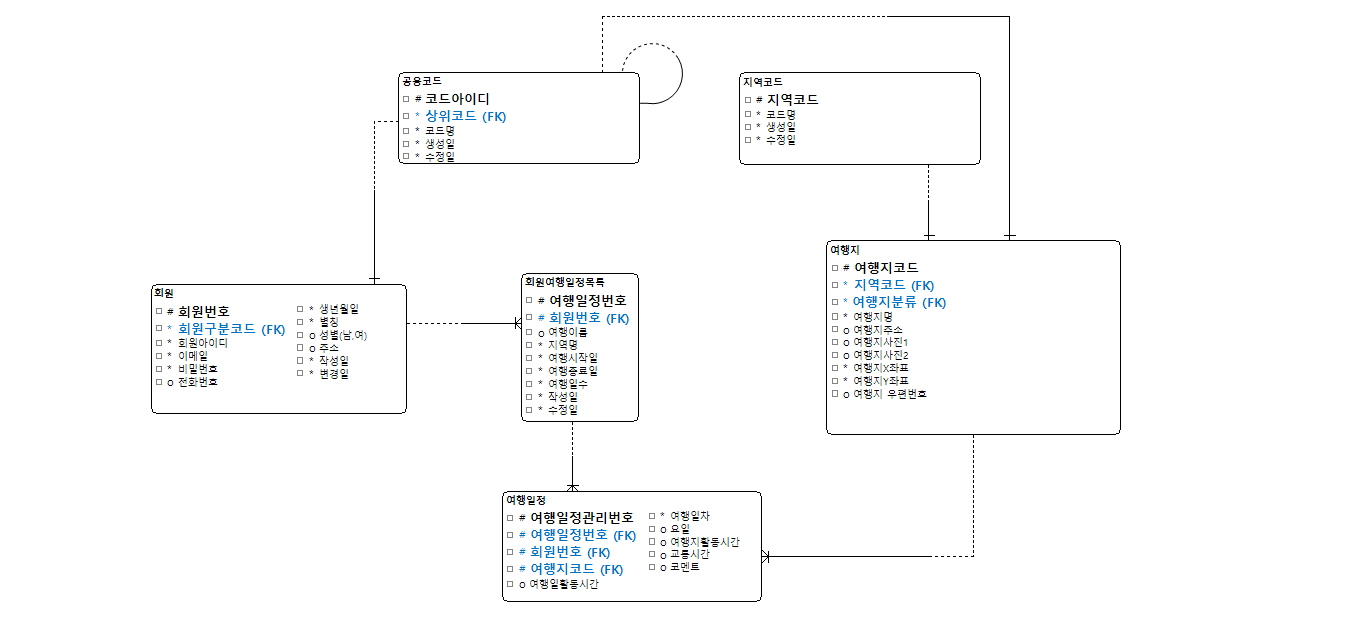 공용코드
# 코드아이디
* 상위코드 (FK)
* 코드명
* 생성일
* 수정일
지역코드
# 지역코드
* 코드명
* 생성일
* 수정일
회원
# 회원번호
* 회원구분코드 (FK)
* 회원아이디
* 이메일
* 비밀번호
o 전화번호
* 생년월일
* 별칭
o 성별(남,여)
o 주소
* 작성일
* 변경일
회원여행일정목록
# 여행일정번호
# 회원번호 (FK)
o 여행이름
* 지역명
* 여행시작일
* 여행종료일
* 여행일수
* 작성일
* 수정일
여행지
# 여행지코드
* 지역코드 (FK)
* 여행지분류 (FK)
* 여행지명
o 여행지주소
o 여행지사진1
o 여행지사진2
* 여행지X좌표
* 여행지Y좌표
o 여행지 우편번호
여행일정
# 여행일정관리번호
# 여행일정번호 (FK)
# 회원번호 (FK)
# 여행지코드 (FK)
o 여행일활동시간
* 여행일차
o 요일
o 여행지활동시간
o 교통시간
o 코멘트